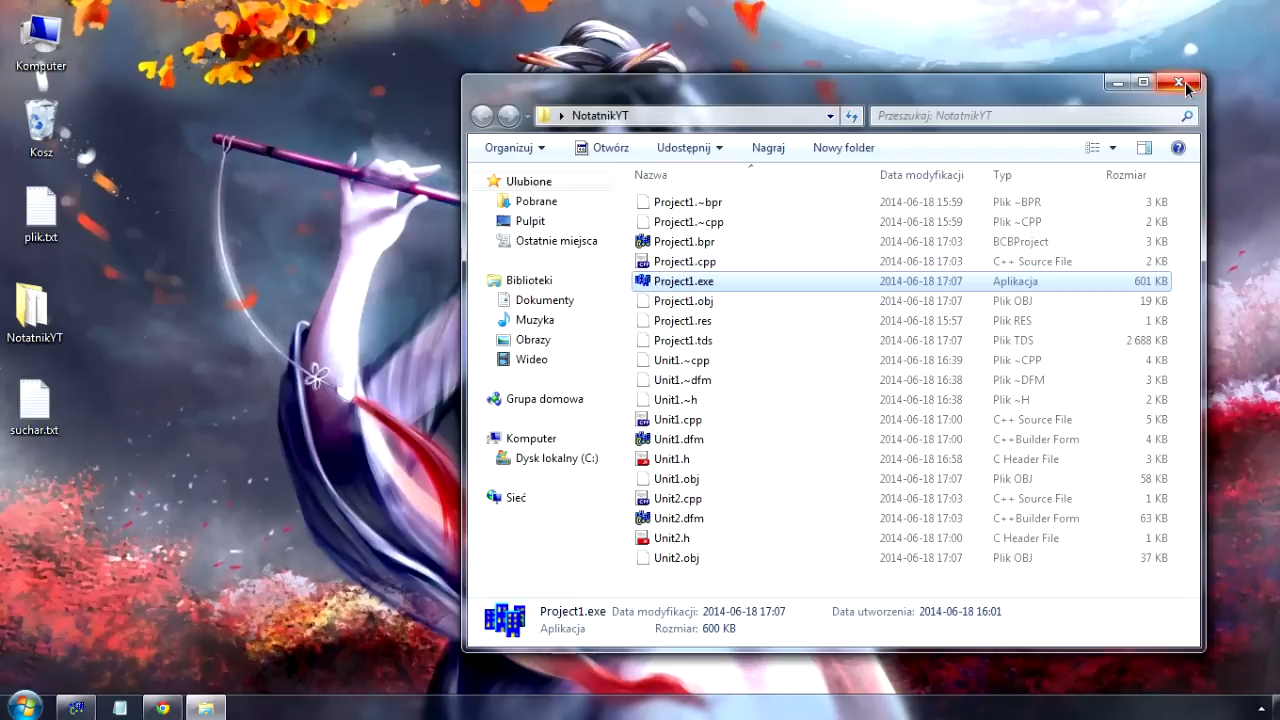 Komputer
Kosz
plik.txt
NotatnikYT
suchar.txt
NotatnikYT
Przeszukaj: NotatnikYT
Organizuj Otwórz Udostępnij Nagraj Nowy folder
Nazwa Data modyfikacji Typ Rozmiar
Ulubione
Pobrane
Pulpit
Ostatnie miejsca
Biblioteki
Dokumenty
Muzyka
Obrazy
Wideo
Grupa domowa
Komputer
Dysk lokalny (C:)
Sieć
Project1.~bpr 2014-06-18 15:59 Plik ~BPR 3 KB
Project1.~cpp 2014-06-18 15:59 Plik ~CPP 2 KB
Project1.bpr 2014-06-18 17:03 BCBProject 3 KB
Project1.cpp 2014-06-18 17:03 C++ Source File 2 KB
Project1.exe 2014-06-18 17:07 Aplikacja 601 KB
Project1.obj 2014-06-18 17:07 Plik OBJ 19 KB
Project1.res 2014-06-18 15:57 Plik RES 1 KB
Project1.tds 2014-06-18 17:07 Plik TDS 2 688 KB
Unit1.~cpp 2014-06-18 16:39 Plik ~CPP 4 KB
Unit1.~dfm 2014-06-18 16:38 Plik ~DFM 4 KB
Unit1.~h 2014-06-18 16:38 Plik ~H 2 KB
Unit1.cpp 2014-06-18 17:00 C++ Source File 5 KB
Unit1.dfm 2014-06-18 17:00 C++Builder Form 4 KB
Unit1.h 2014-06-18 16:58 C Header File 3 KB
Unit1.obj 2014-06-18 17:00 Plik OBJ 58 KB
Unit2.cpp 2014-06-18 17:03 C++ Source File 1 KB
Unit2.dfm 2014-06-18 17:03 C++Builder Form 63 KB
Unit2.h 2014-06-18 17:00 C Header File 1 KB
Unit2.obj 2014-06-18 17:07 Plik OBJ 37 KB
Project1.exe Data modyfikacji: 2014-06-18 17:07 Data utworzenia: 2014-06-18 16:01
Aplikacja Rozmiar: 600 KB